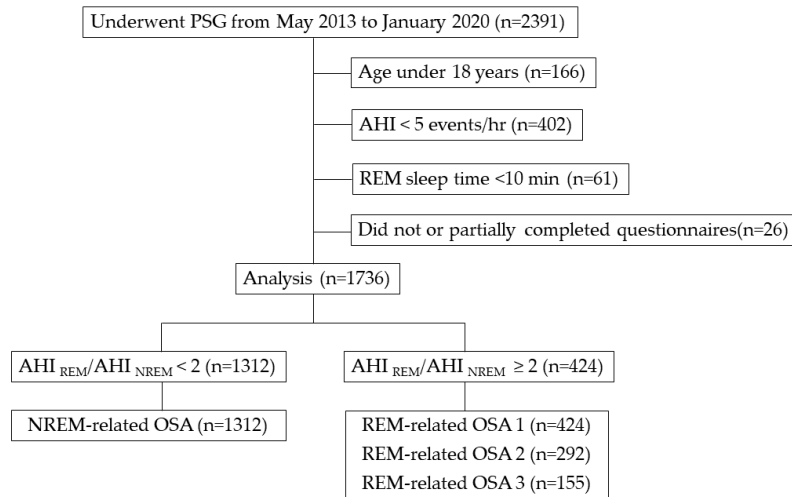 Underwent PSG from May 2013 to January 2020 (n=2391)
Age under 18 years (n=166)
AHI < 5 events/hr (n=402)
REM sleep time <10 min (n=61)
Did not or partially completed questionnaires(n=26)
Analysis (n=1736)
AHI REM/AHI NREM < 2 (n=1312)
AHI REM/AHI NREM ≥ 2 (n=424)
NREM-related OSA (n=1312)
REM-related OSA 1 (n=424)
REM-related OSA 2 (n=292)
REM-related OSA 3 (n=155)